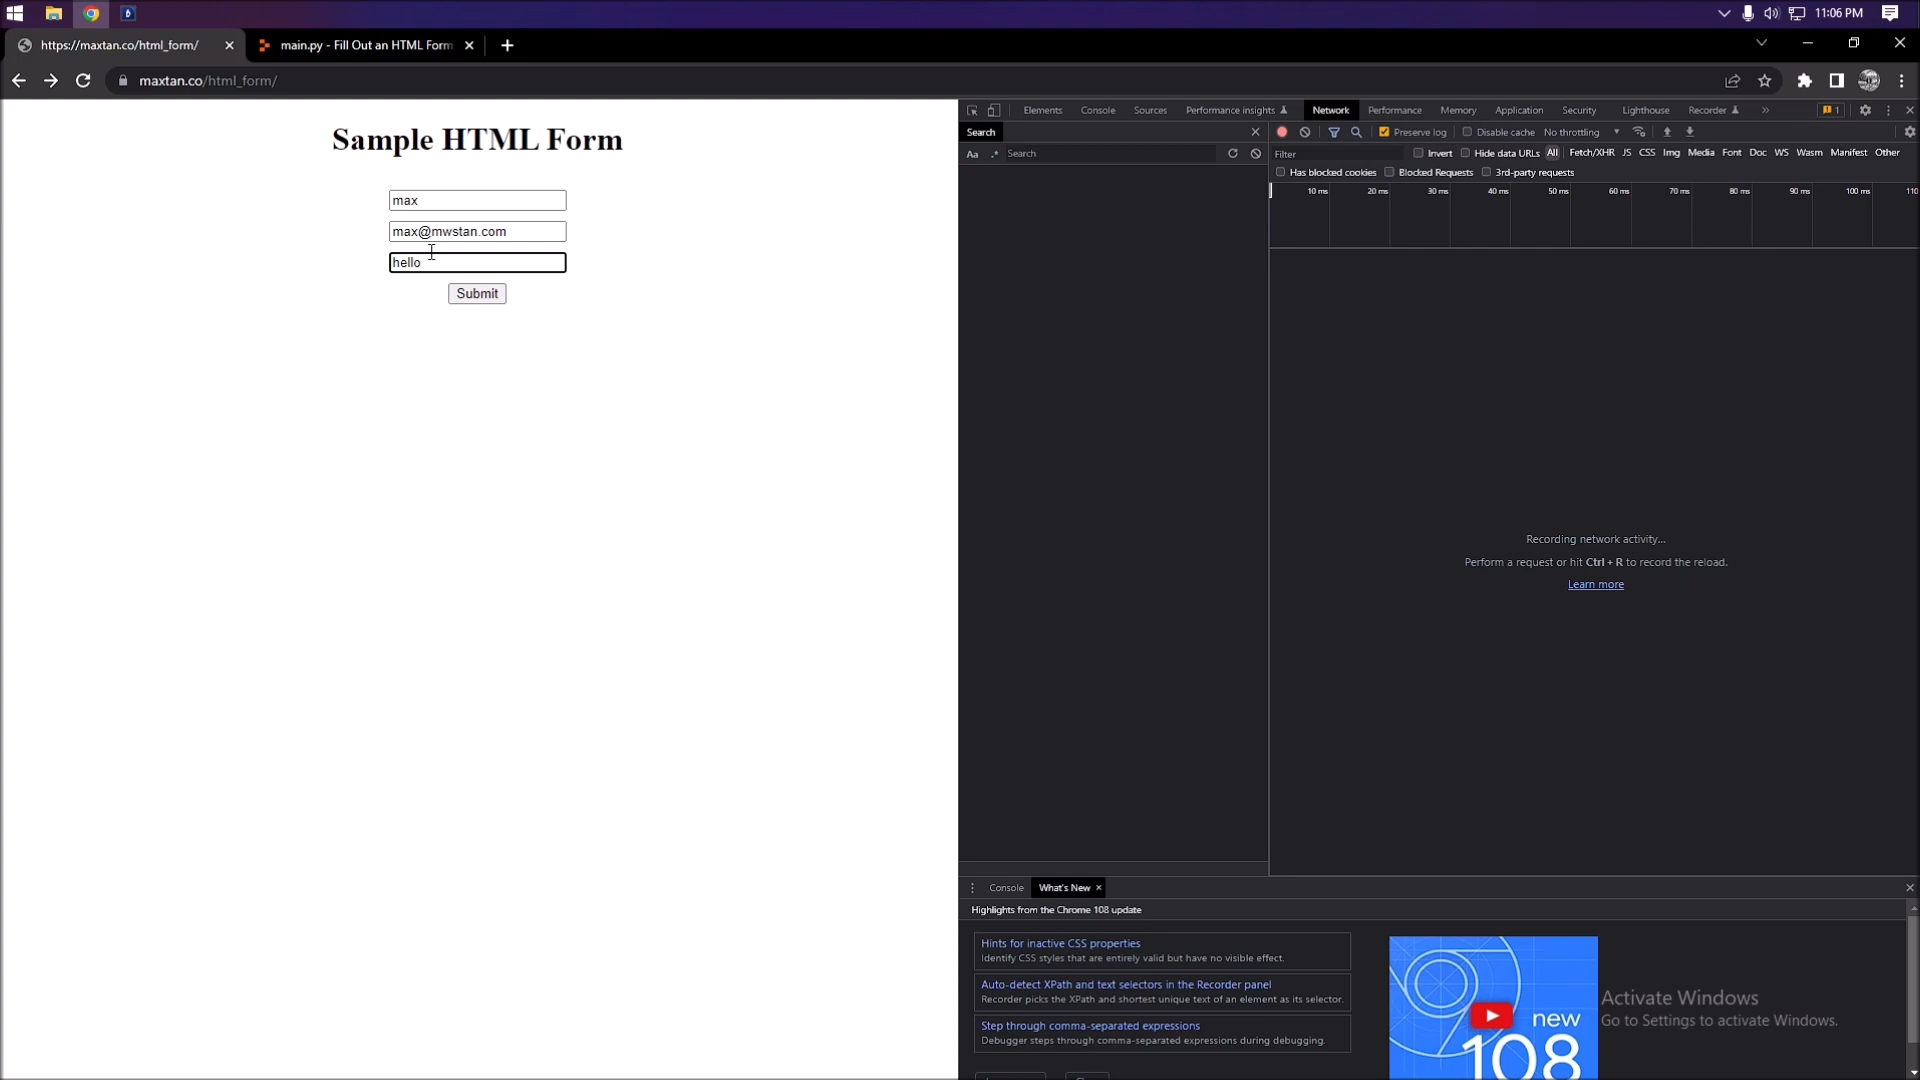 11:06 PM
https://maxtan.co/html_form/
main.py - Fill Out an HTML Form
maxtan.co/html_form/
Elements Console Sources Performance insights Network Performance Memory Application Security Lighthouse Recorder 1
Search
Preserve log Disable cache No throttling
Aa .* Search
Filter Invert Hide data URLs All Fetch/XHR JS CSS Img Media Font Doc WS Wasm Manifest Other
Has blocked cookies Blocked Requests 3rd-party requests
10 ms 20 ms 30 ms 40 ms 50 ms 60 ms 70 ms 80 ms 90 ms 100 ms 110
Sample HTML Form
max
max@mwstan.com
hello
Submit
Recording network activity...
Perform a request or hit Ctrl + R to record the reload.
Learn more
Console What's New
Highlights from the Chrome 108 update
Hints for inactive CSS properties
Identify CSS styles that are entirely valid but have no visible effect.
Auto-detect XPath and text selectors in the Recorder panel
Recorder picks the XPath and shortest unique text of an element as its selector.
Step through comma-separated expressions
Debugger steps through comma-separated expressions during debugging.
new
108
Activate Windows
Go to Settings to activate Windows.